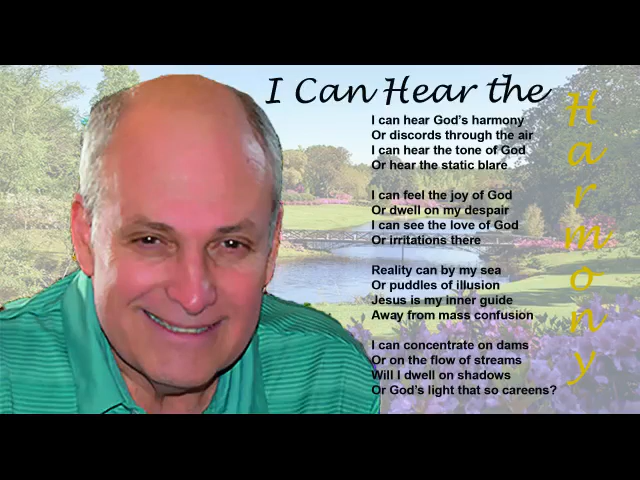 I Can Hear the
Harmony
I can hear God's harmony
Or discords through the air
I can hear the tone of God
Or hear the static blare
I can feel the joy of God
Or dwell on my despair
I can see the love of God
Or irritations there
Reality can by my sea
Or puddles of illusion
Jesus is my inner guide
Away from mass confusion
I can concentrate on dams
Or on the flow of streams
Will I dwell on shadows
Or God's light that so careens?